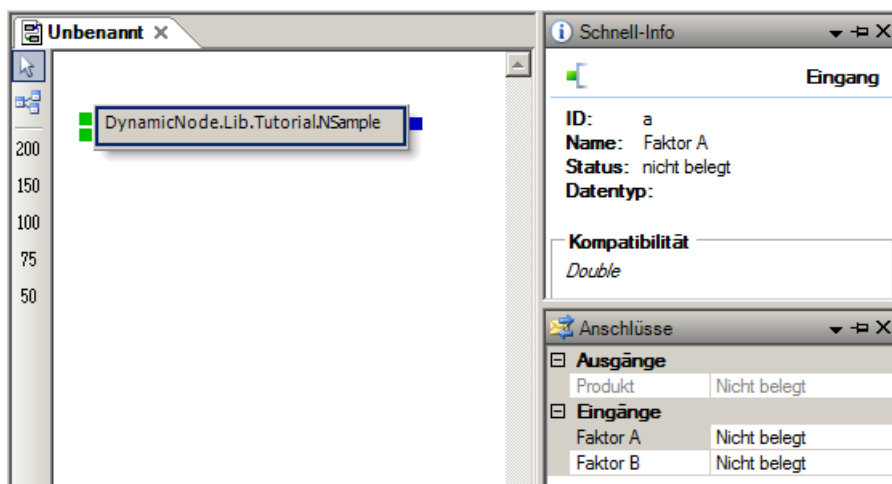 Unbenannt
200
150
100
75
50
DynamicNode.Lib.Tutorial.NSample
Schnell-Info
Eingang
ID: a
Name: Faktor A
Status: nicht belegt
Datentyp:
Kompatibilität
Double
Anschlüsse
Ausgänge
Produkt Nicht belegt
Eingänge
Faktor A Nicht belegt
Faktor B Nicht belegt